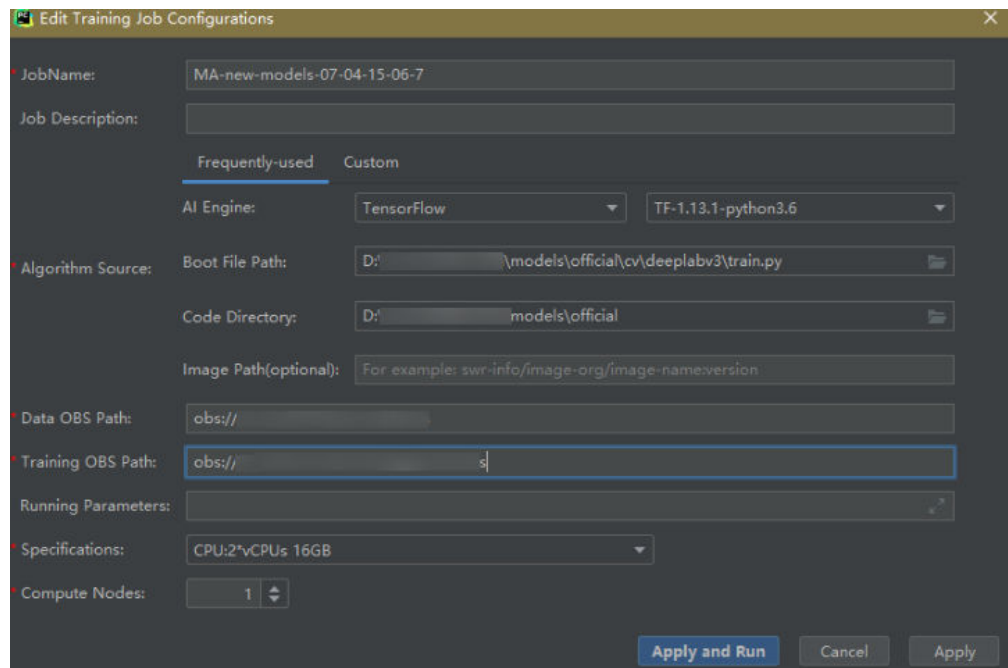 Edit Training Job Configurations
* JobName: MA-new-models-07-04-15-06-7
Job Description:
Frequently-used Custom
AI Engine: TensorFlow TF-1.13.1-python3.6
* Algorithm Source:
Boot File Path: D:\ \models\official\cv\deeplabv3\train.py
Code Directory: D:\ models\official
Image Path(optional): For example: swr-info/image-org/image-name:version
* Data OBS Path: obs://
* Training OBS Path: obs:// s
Running Parameters:
* Specifications: CPU:2*vCPUs 16GB
* Compute Nodes: 1
Apply and Run Cancel Apply